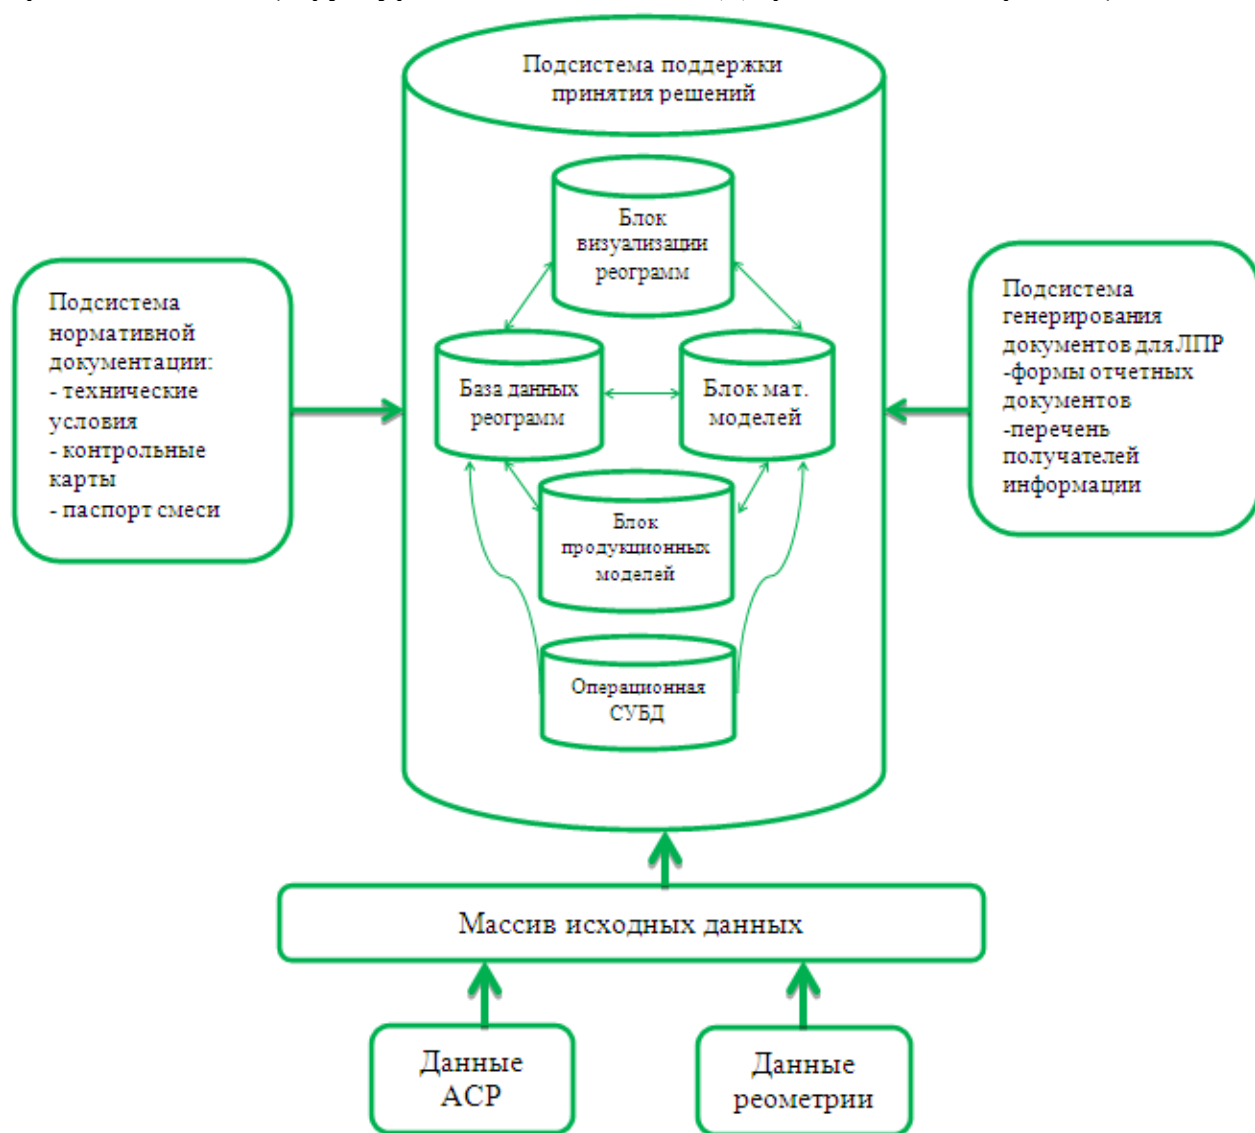 Подсистема поддержки
принятия решений
Блок
визуализации
реограмм
Подсистема
нормативной
документации:
- технические
условия
- контрольные
карты
- паспорт смеси
База данных
реограмм
Блок мат.
моделей
Подсистема
генерирования
документов для ЛПР
-формы отчетных
документов
-перечень
получателей
информации
Блок
продукционных
моделей
Операционная
СУБД
Массив исходных данных
Данные
АСР
Данные
реометрии